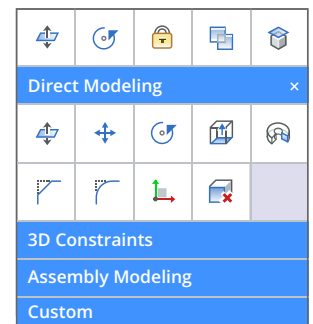 Direct Modeling ×
3D Constraints
Assembly Modeling
Custom